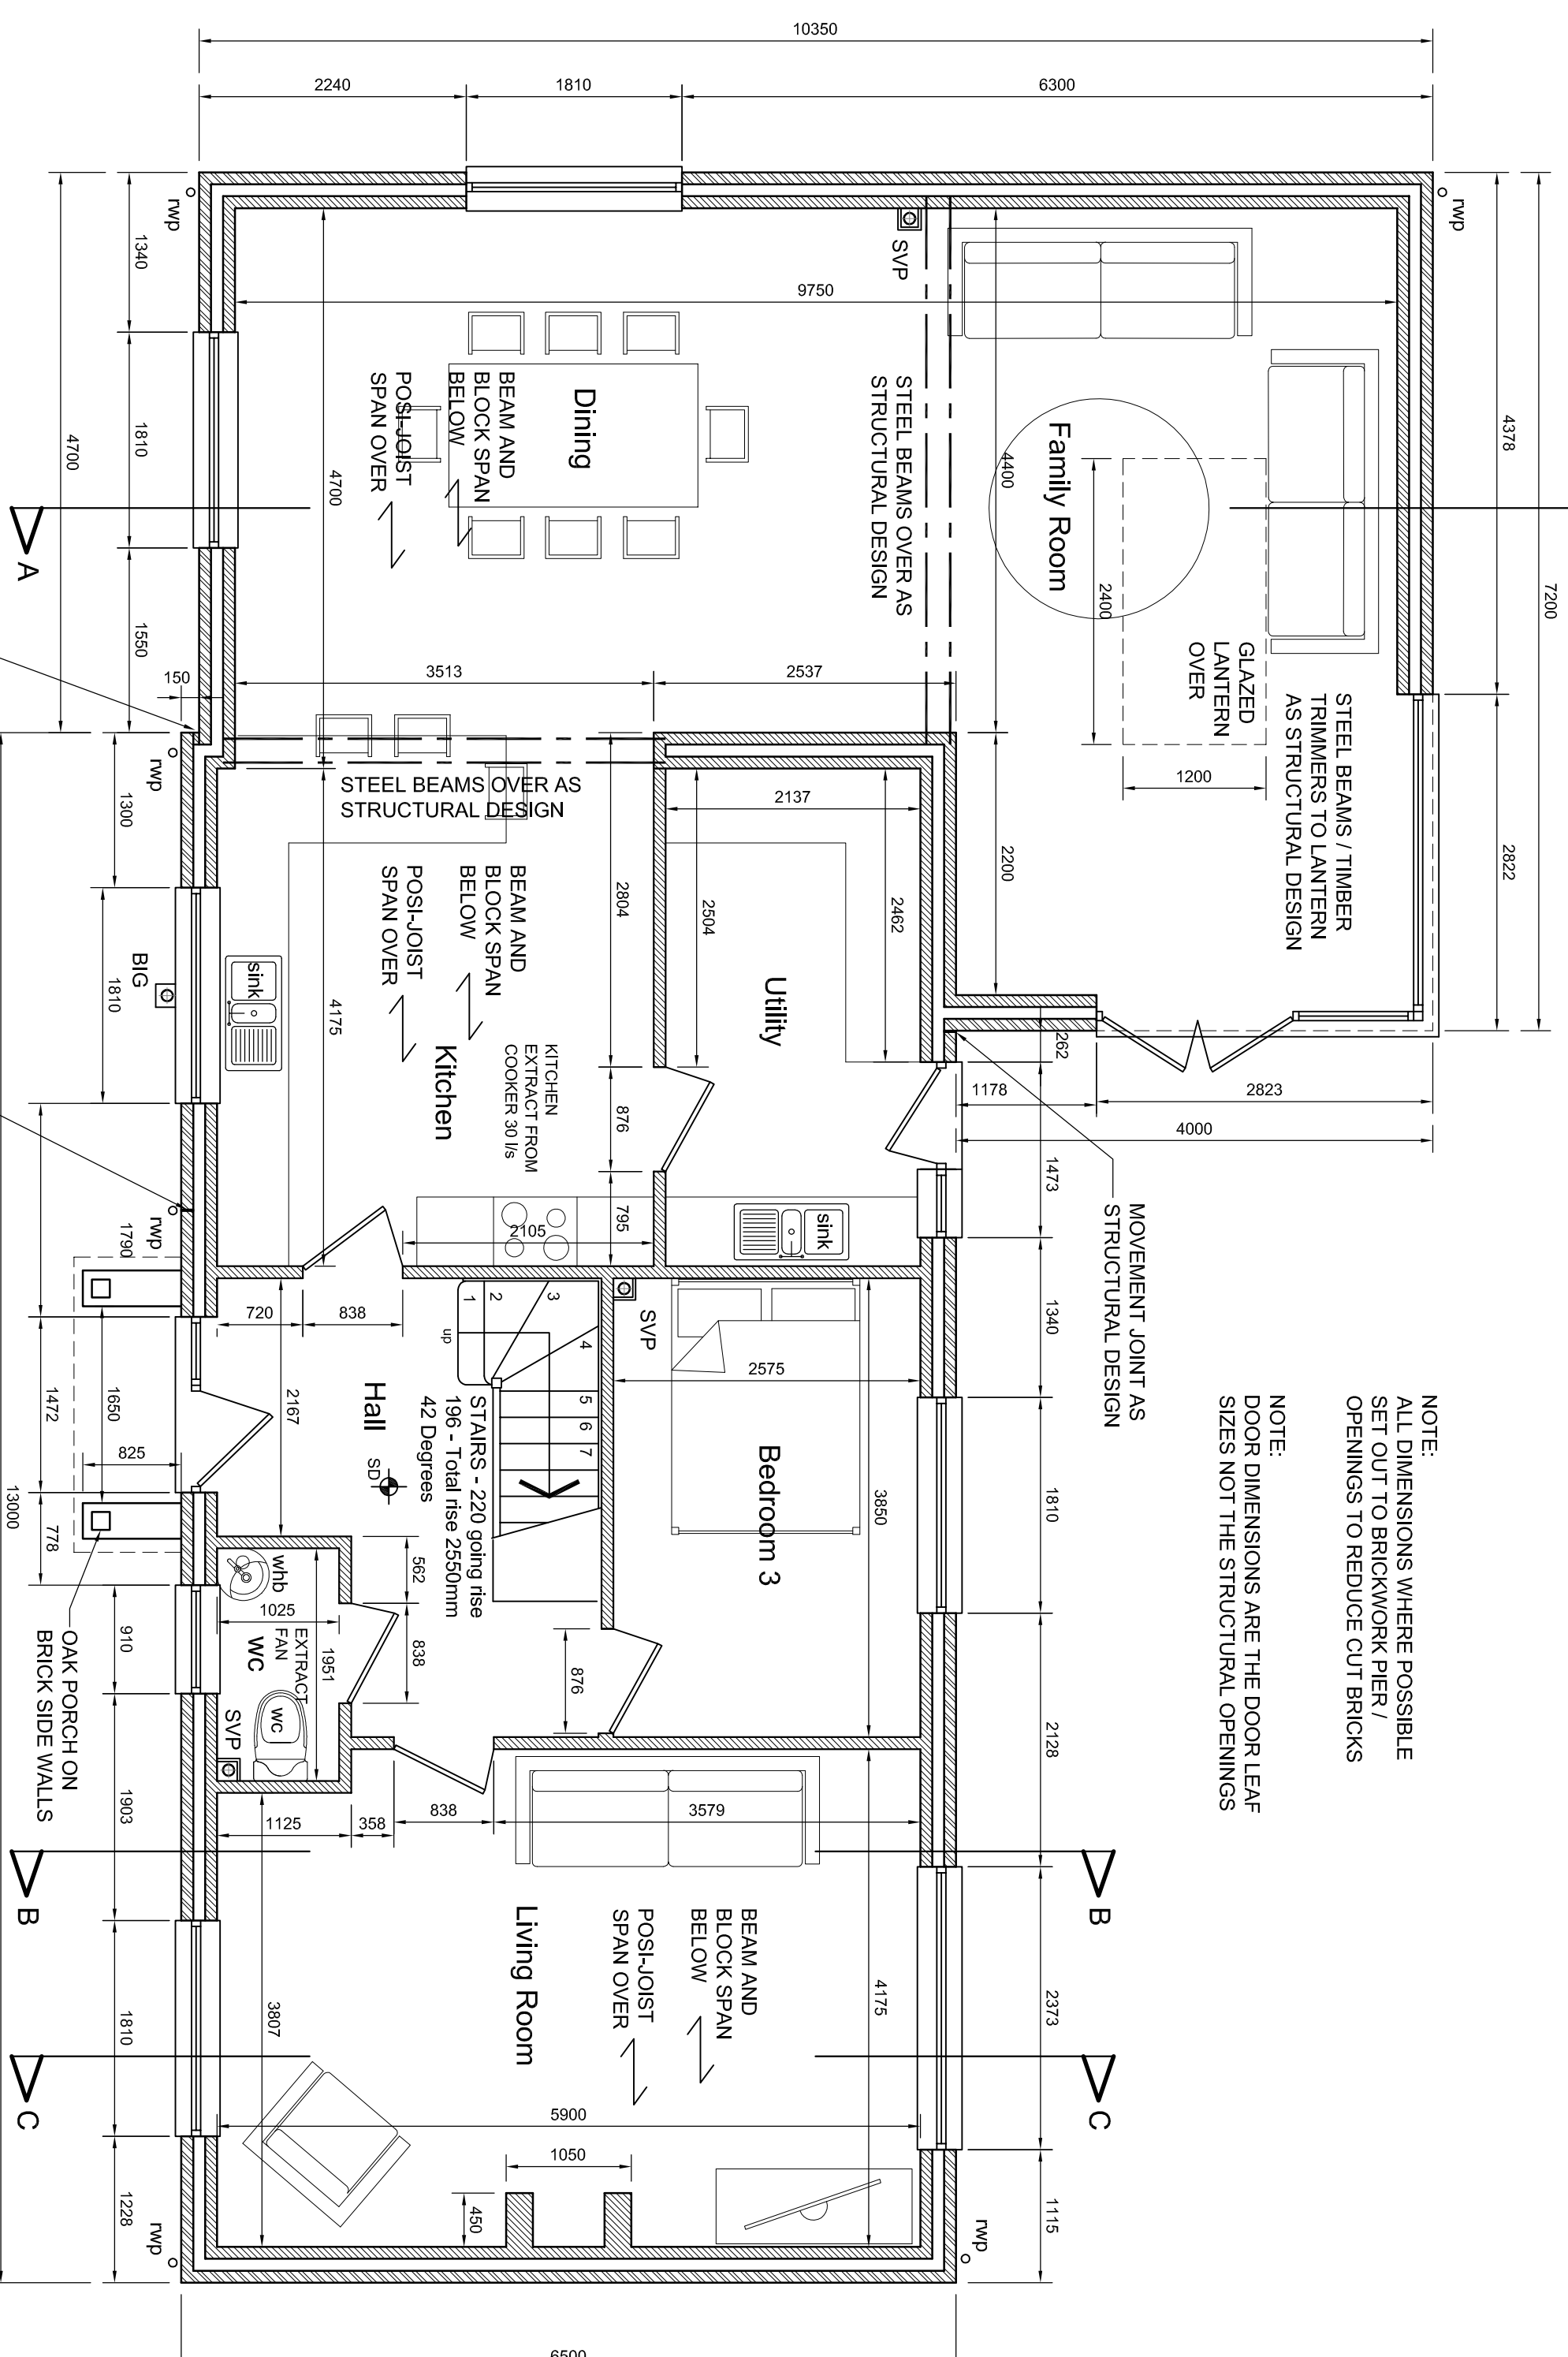 10350
2240
1810
6300
7200
4378
2822
rwp
rwp
1340
1810
1550
4700
150
A
SVP
9750
4700
4400
Dining
BEAM AND
BLOCK SPAN
BELOW
POSI-JOIST
SPAN OVER
STEEL BEAMS OVER AS
STRUCTURAL DESIGN
Family Room
2400
1200
GLAZED
LANTERN
OVER
STEEL BEAMS / TIMBER
TRIMMERS TO LANTERN
AS STRUCTURAL DESIGN
3513
2537
2200
STEEL BEAMS OVER AS
STRUCTURAL DESIGN
rwp
1300
1810
BIG
sink
BEAM AND
BLOCK SPAN
BELOW
POSI-JOIST
SPAN OVER
4175
Kitchen
KITCHEN
EXTRACT FROM
COOKER 30 l/s
2804
876
795
2105
2137
2504
2462
Utility
sink
262
1178
2823
4000
1473
MOVEMENT JOINT AS
STRUCTURAL DESIGN
1340
1810
2128
2373
1115
NOTE:
ALL DIMENSIONS WHERE POSSIBLE
SET OUT TO BRICKWORK PIER /
OPENINGS TO REDUCE CUT BRICKS
NOTE:
DOOR DIMENSIONS ARE THE DOOR LEAF
SIZES NOT THE STRUCTURAL OPENINGS
rwp
1790
1472
1650
825
778
13000
910
1903
1810
1228
OAK PORCH ON
BRICK SIDE WALLS
720
838
2167
Hall
SD
1
2
3
4
5
6
7
up
STAIRS - 220 going rise
196 - Total rise 2550mm
42 Degrees
SVP
2575
3850
Bedroom 3
562
838
876
whb
1025
EXTRACT
FAN
WC
1951
wc
SVP
1125
358
838
3579
B
B
Living Room
BEAM AND
BLOCK SPAN
BELOW
POSI-JOIST
SPAN OVER
4175
3807
5900
1050
450
C
C
rwp
rwp
6500